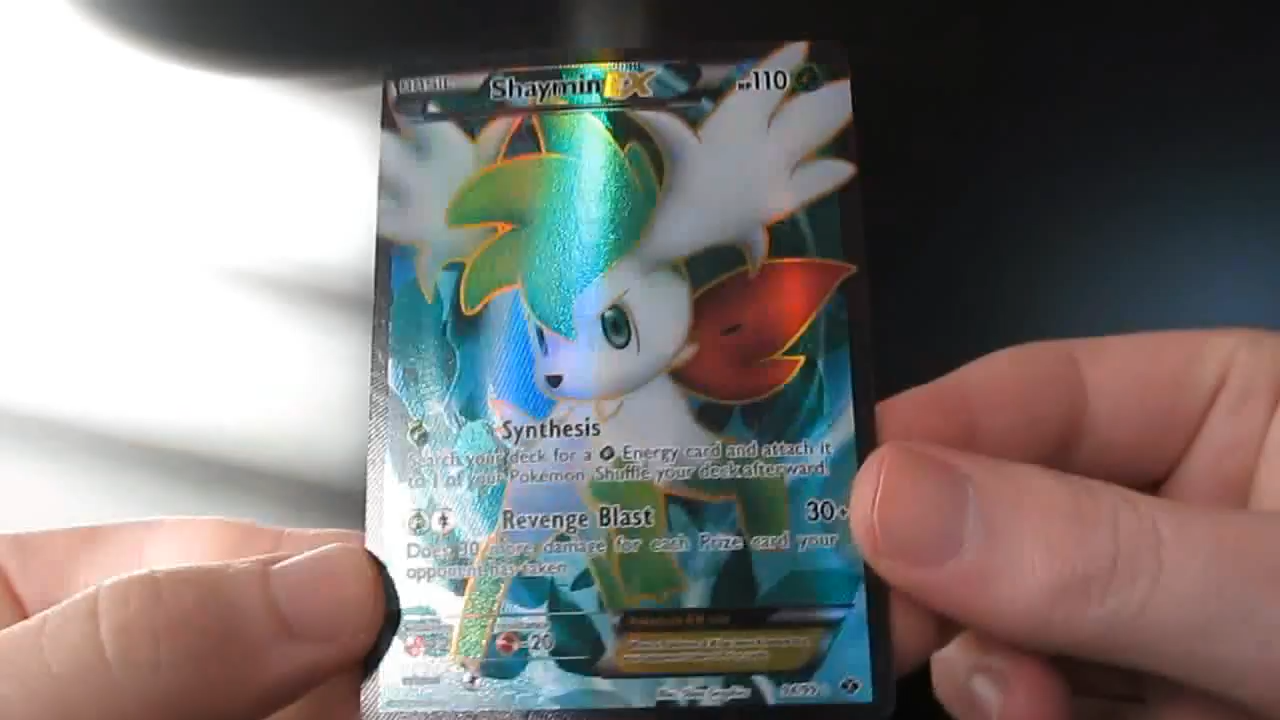 BASIC Shaymin EX HP110
Synthesis
Search your deck for a Energy card and attach it
to 1 of your Pokémon. Shuffle your deck afterward.
Revenge Blast 30+
Does 30 more damage for each Prize card your
opponent has taken.
-20